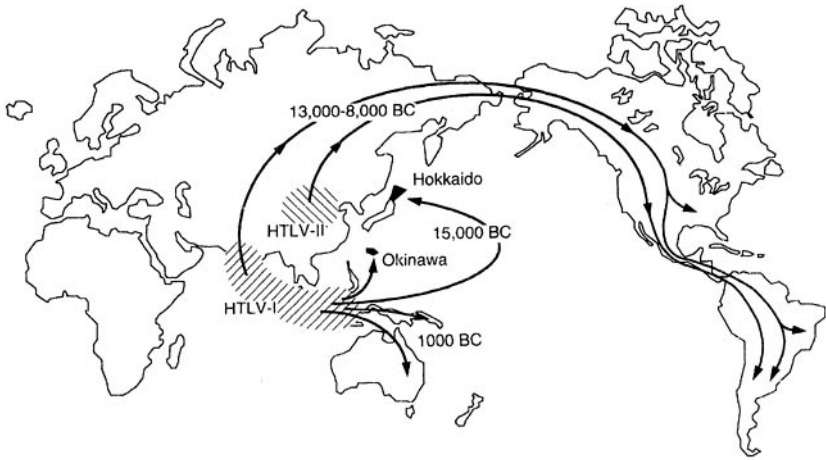 13,000-8,000 BC
Hokkaido
HTLV-II
15,000 BC
Okinawa
HTLV-I
1000 BC